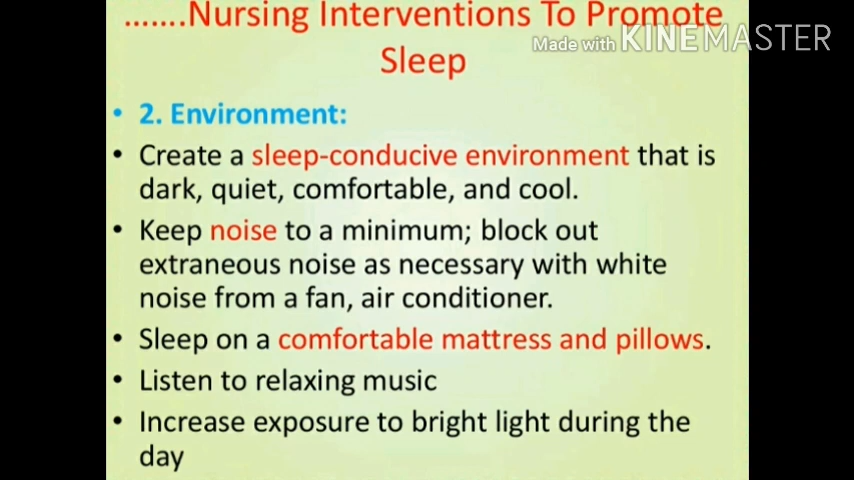 …….Nursing Interventions To Promote
Made with KINEMASTER
Sleep
• 2. Environment:
• Create a sleep-conducive environment that is
dark, quiet, comfortable, and cool.
• Keep noise to a minimum; block out
extraneous noise as necessary with white
noise from a fan, air conditioner.
• Sleep on a comfortable mattress and pillows.
• Listen to relaxing music
• Increase exposure to bright light during the
day